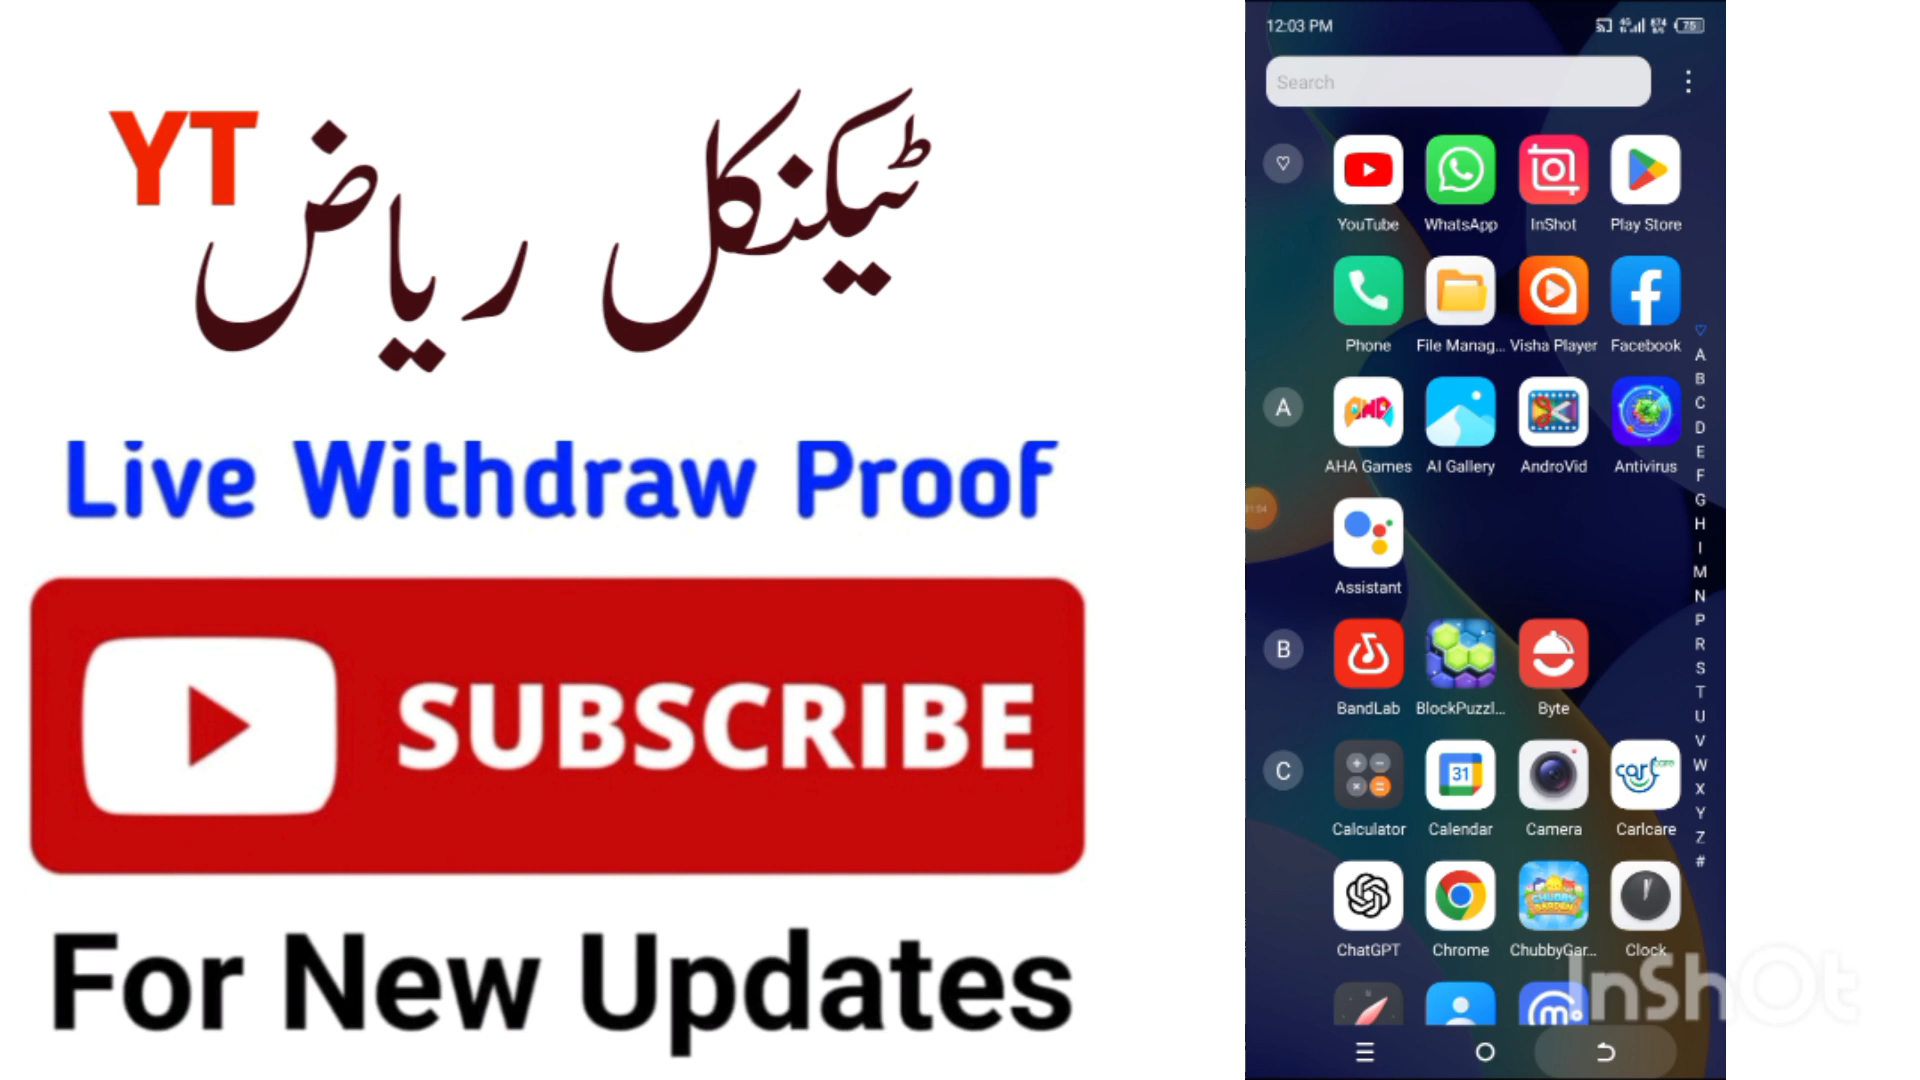 ٹیکنکل ریاض YT
Live Withdraw Proof
SUBSCRIBE
For New Updates
12:03 PM
Search
YouTube WhatsApp InShot Play Store
Phone File Manag... Visha Player Facebook
A
AHA Games AI Gallery AndroVid Antivirus
Assistant
B
BandLab BlockPuzzl... Byte
C
Calculator Calendar Camera Carlcare
ChatGPT Chrome ChubbyGar... Clock
A
B
C
D
E
F
G
H
I
M
N
P
R
S
T
U
V
W
X
Y
Z
#
InShOt